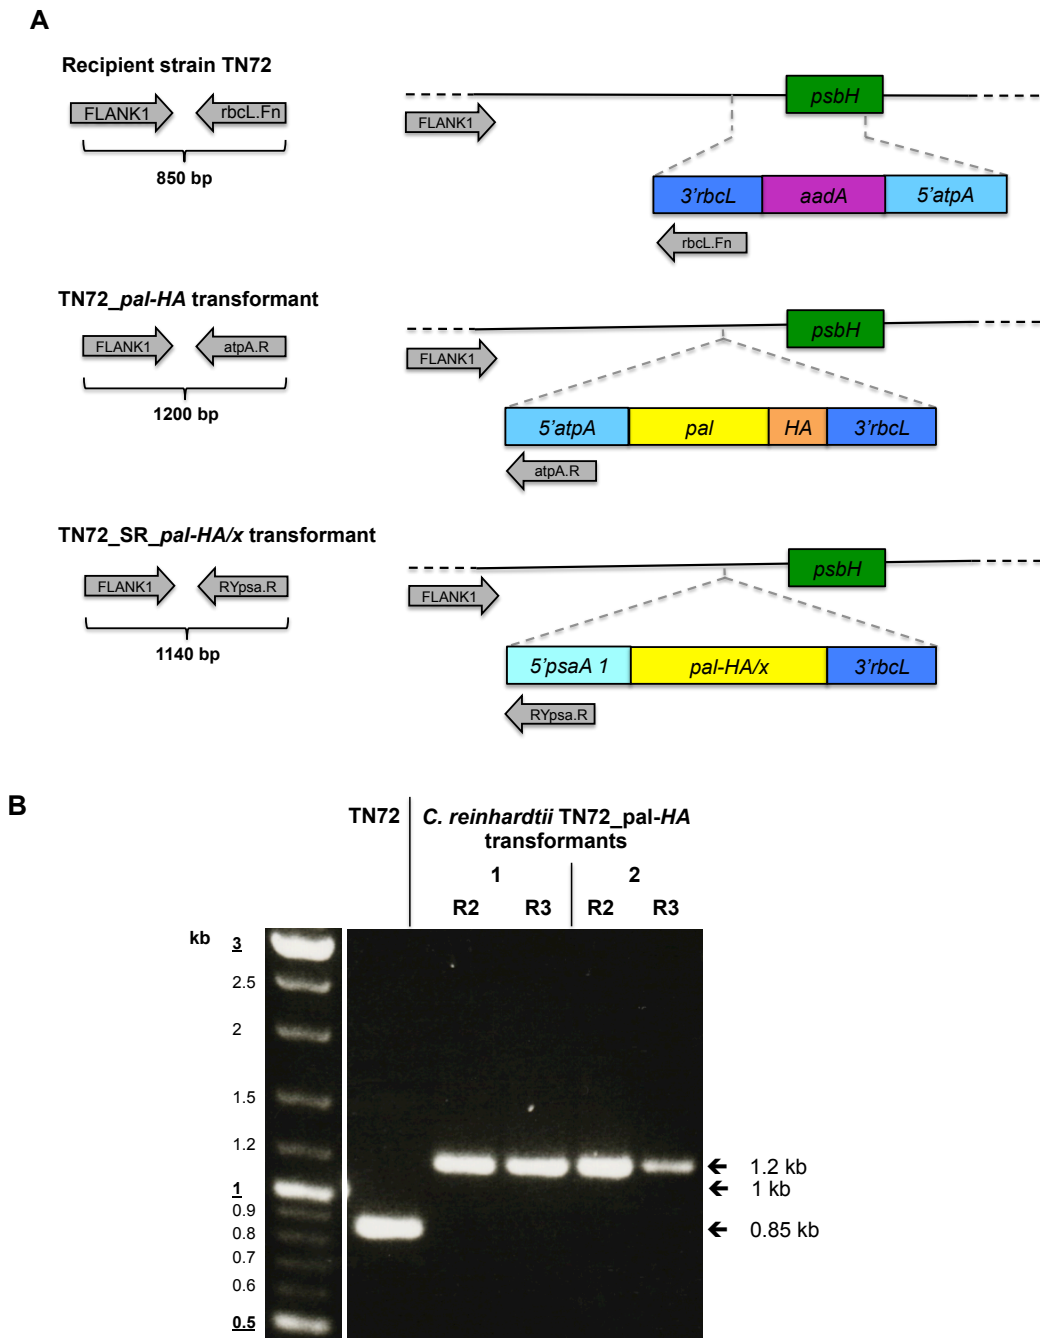 A
Recipient strain TN72
FLANK1 rbcL.Fn
850 bp
psbH
FLANK1
3'rbcL aadA 5'atpA
rbcL.Fn
TN72_pal-HA transformant
FLANK1 atpA.R
1200 bp
psbH
FLANK1
5'atpA pal HA 3'rbcL
atpA.R
TN72_SR_pal-HA/x transformant
FLANK1 RYpsa.R
1140 bp
psbH
FLANK1
5'psaA 1 pal-HA/x 3'rbcL
RYpsa.R
B
TN72 C. reinhardtii TN72_pal-HA
transformants
1 2
R2 R3 R2 R3
kb 3
2.5
2
1.5
1.2
1.2 kb
1
1 kb
0.9
0.8
0.85 kb
0.7
0.6
0.5